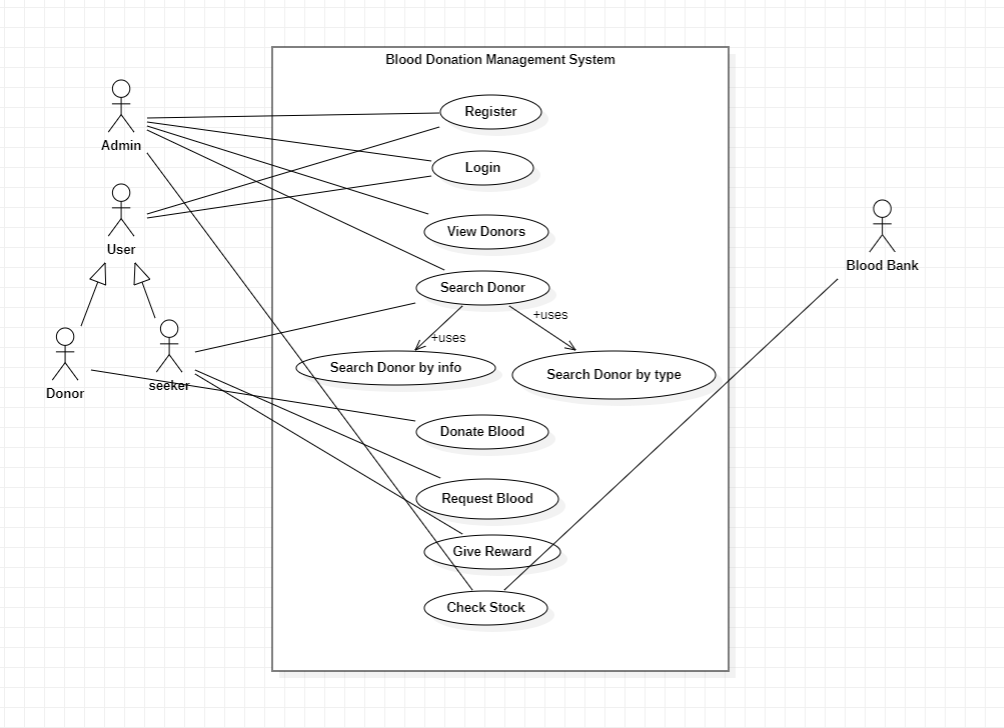 Blood Donation Management System
Admin
User
Donor
seeker
Blood Bank
Register
Login
View Donors
Search Donor
+uses
+uses
Search Donor by info
Search Donor by type
Donate Blood
Request Blood
Give Reward
Check Stock